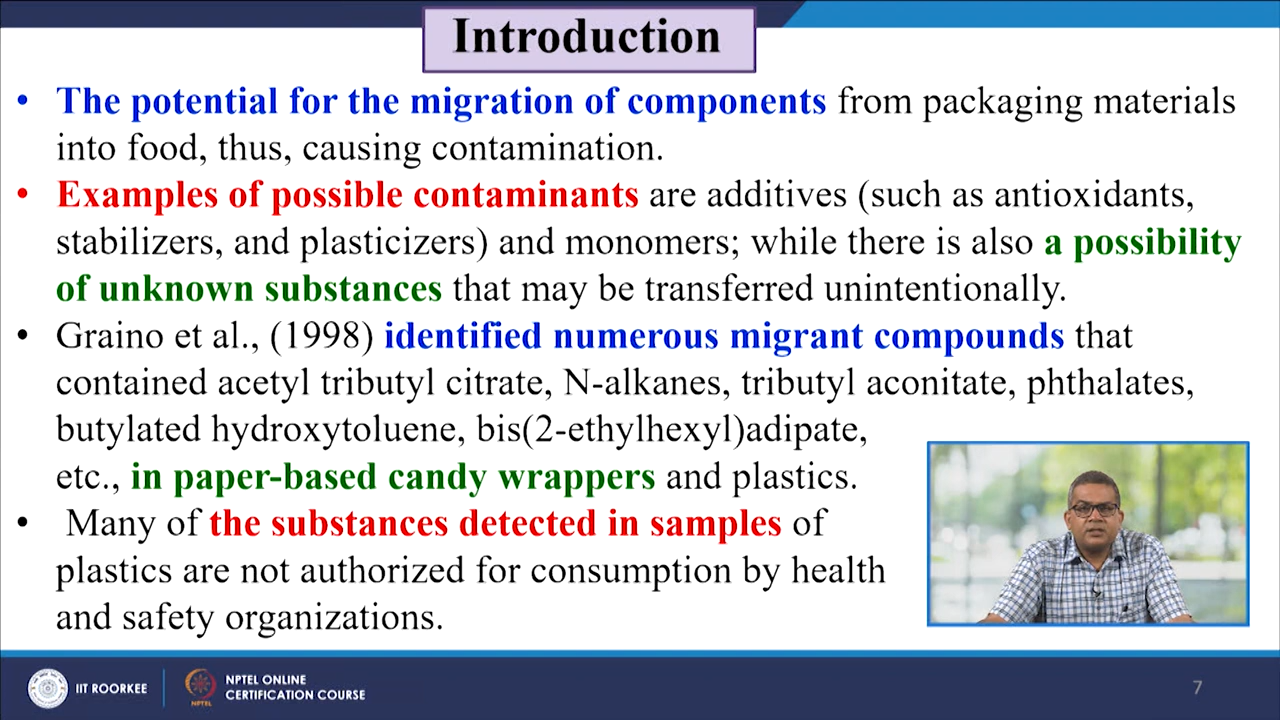 Introduction
• The potential for the migration of components from packaging materials
into food, thus, causing contamination.
• Examples of possible contaminants are additives (such as antioxidants,
stabilizers, and plasticizers) and monomers; while there is also a possibility
of unknown substances that may be transferred unintentionally.
• Graino et al., (1998) identified numerous migrant compounds that
contained acetyl tributyl citrate, N-alkanes, tributyl aconitate, phthalates,
butylated hydroxytoluene, bis(2-ethylhexyl)adipate,
etc., in paper-based candy wrappers and plastics.
• Many of the substances detected in samples of
plastics are not authorized for consumption by health
and safety organizations.
IIT ROORKEE
NPTEL ONLINE
CERTIFICATION COURSE
NPTEL
7